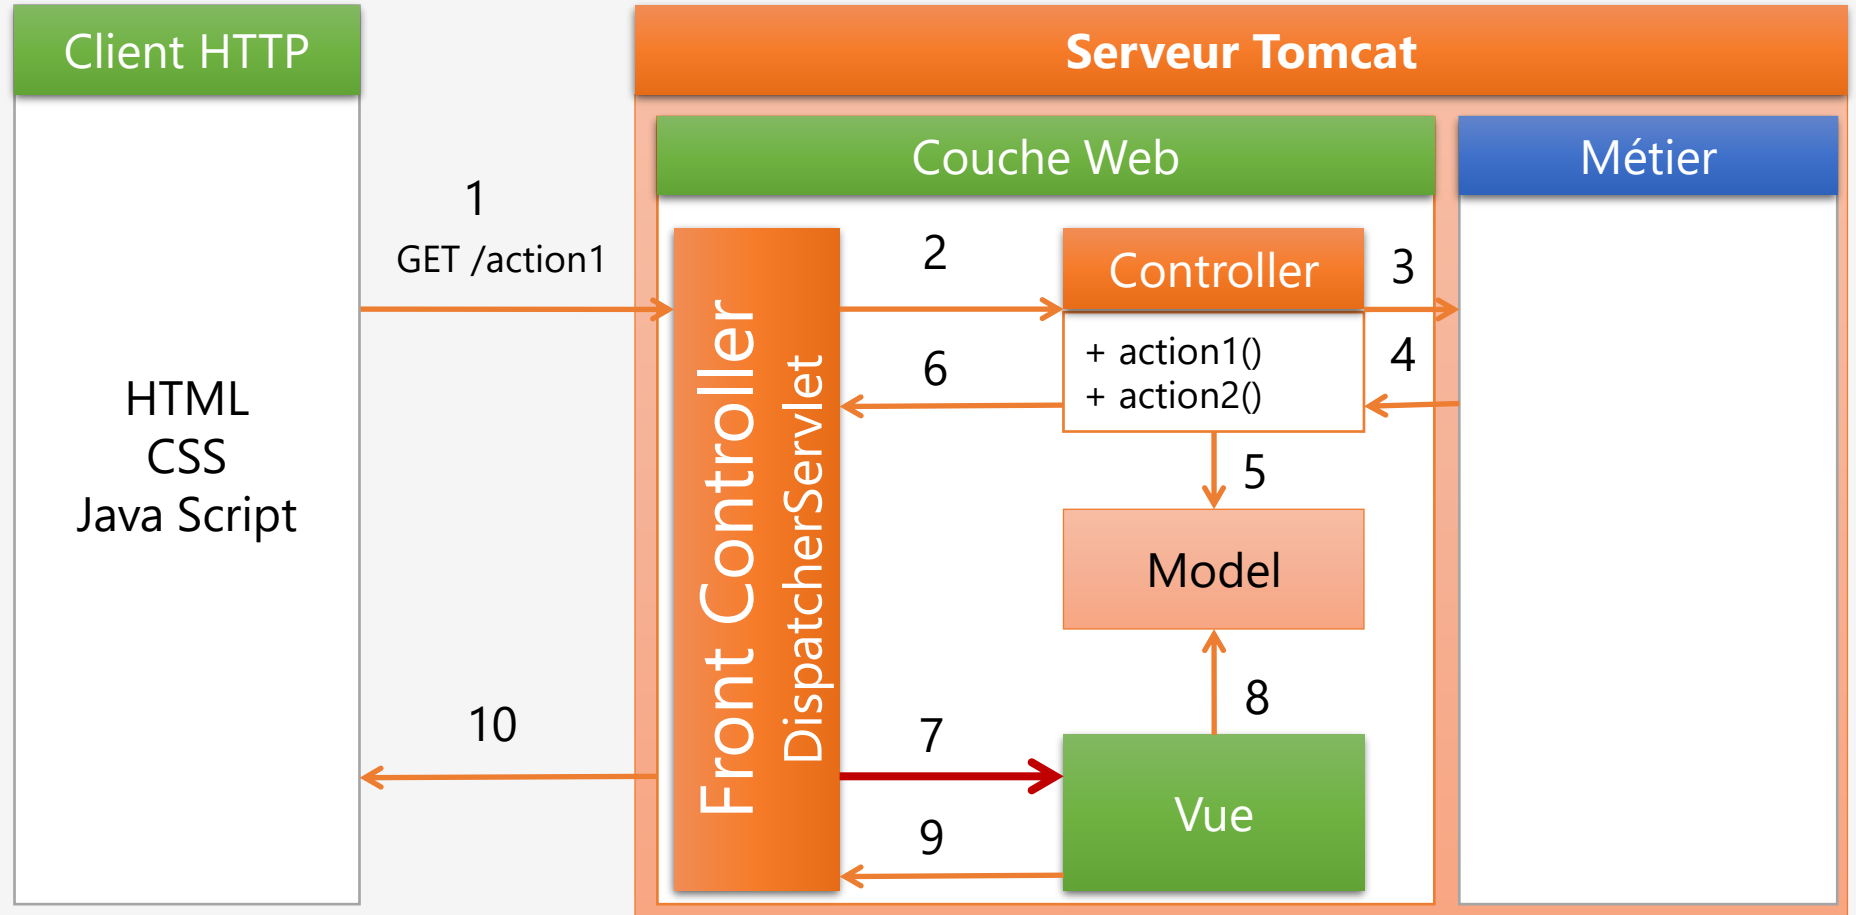 Client HTTP
HTML
CSS
Java Script
1
GET /action1
10
Serveur Tomcat
Couche Web
Métier
Front Controller
DispatcherServlet
2
Controller
3
+ action1()
+ action2()
6
4
5
Model
8
7
Vue
9